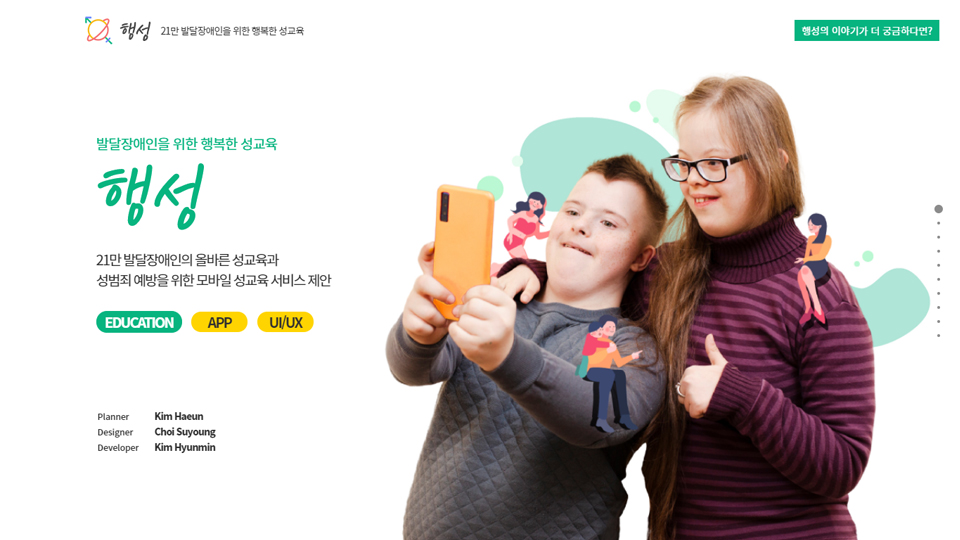 행성
21만 발달장애인을 위한 행복한 성교육
행성의 이야기가 더 궁금하다면?
발달장애인을 위한 행복한 성교육
행성
21만 발달장애인의 올바른 성교육과
성범죄 예방을 위한 모바일 성교육 서비스 제안
EDUCATION APP UI/UX
Planner Kim Haeun
Designer Choi Suyoung
Developer Kim Hyunmin